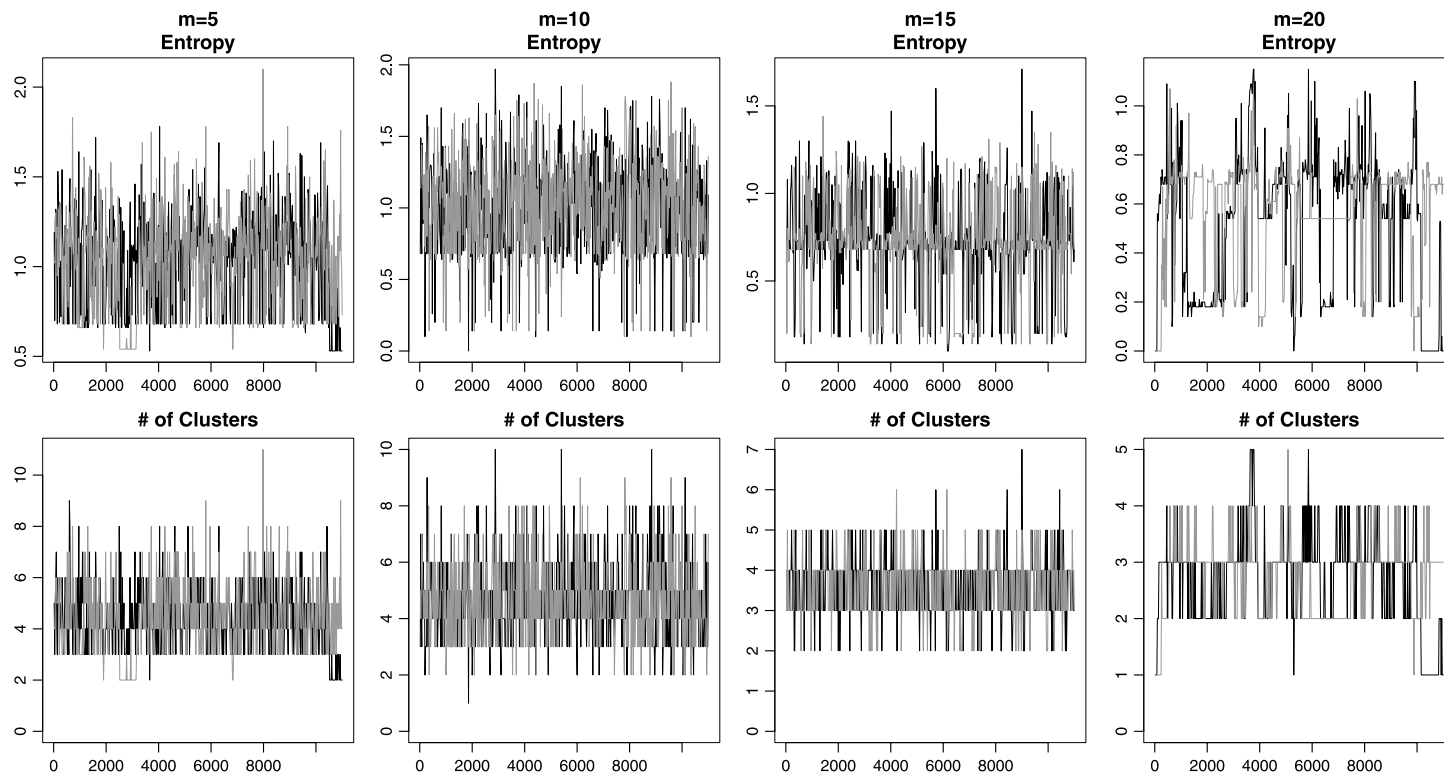 m=5
Entropy
0.5 1.0 1.5 2.0
0 2000 4000 6000 8000
m=10
Entropy
0.0 0.5 1.0 1.5 2.0
0 2000 4000 6000 8000
m=15
Entropy
0.5 1.0 1.5
0 2000 4000 6000 8000
m=20
Entropy
0.0 0.2 0.4 0.6 0.8 1.0
0 2000 4000 6000 8000
# of Clusters
0 2 4 6 8 10
0 2000 4000 6000 8000
# of Clusters
0 2 4 6 8 10
0 2000 4000 6000 8000
# of Clusters
0 1 2 3 4 5 6 7
0 2000 4000 6000 8000
# of Clusters
0 1 2 3 4 5
0 2000 4000 6000 8000